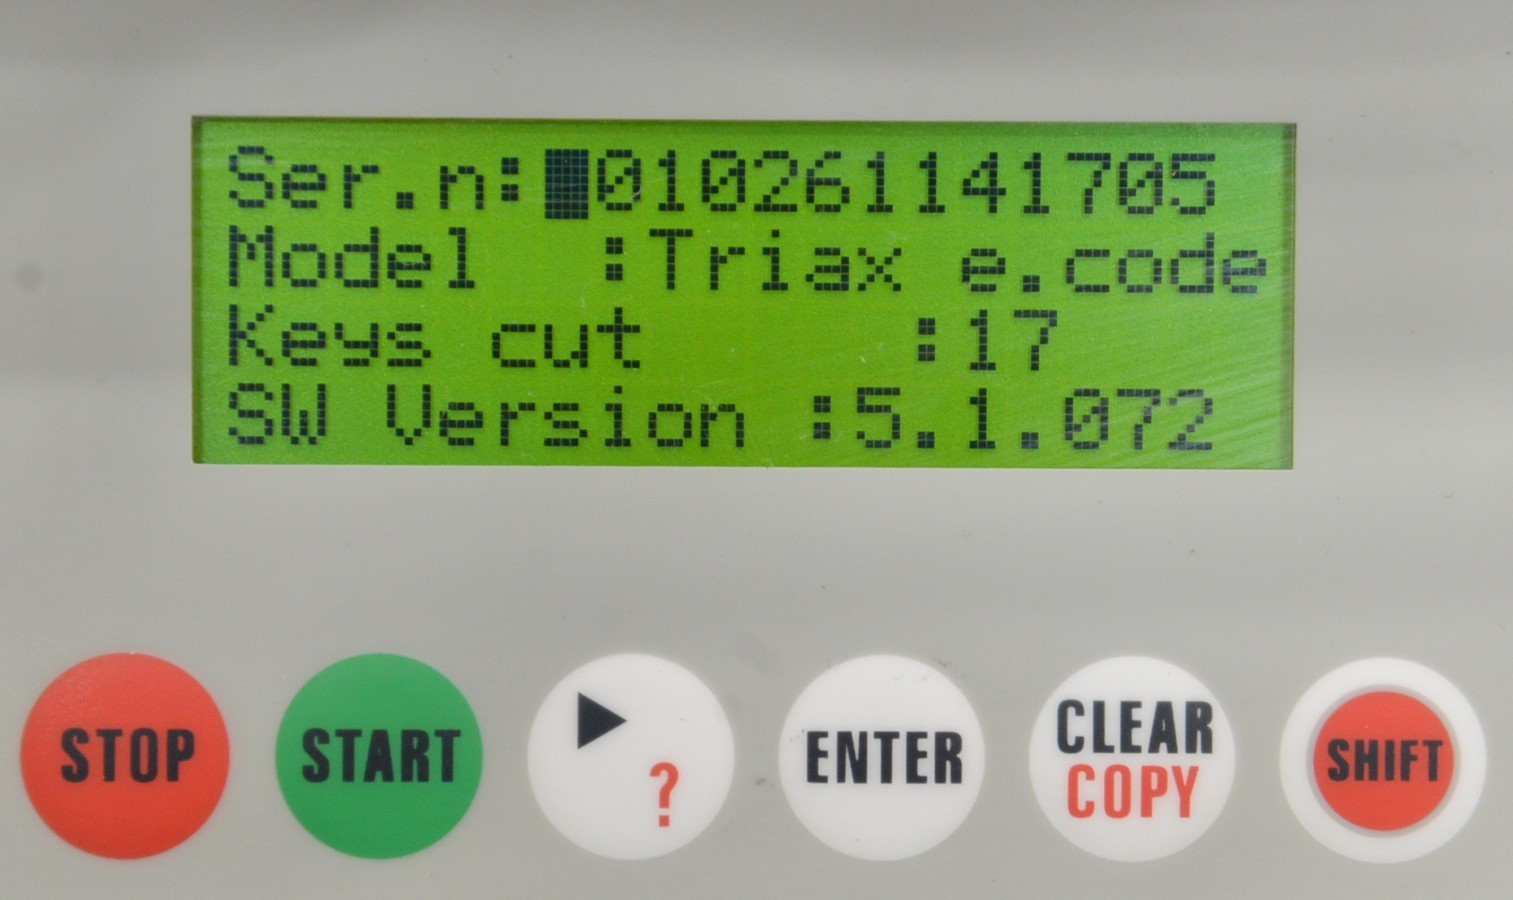 Ser.n:█010261141705
Model  :Triax e.code
Keys cut     :17
SW Version :5.1.072
STOP
START
?
ENTER
CLEAR
COPY
SHIFT